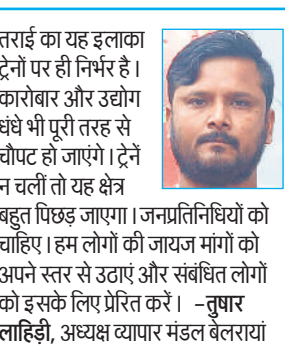 तराई का यह इलाका
ट्रेनों पर ही निर्भर है।
कारोबार और उद्योग
धंधे भी पूरी तरह से
चौपट हो जाएंगे। ट्रेनें
न चलीं तो यह क्षेत्र
बहुत पिछड़ जाएगा। जनप्रतिनिधियों को
चाहिए। हम लोगों की जायज मांगों को
अपने स्तर से उठाएं और संबंधित लोगों
को इसके लिए प्रेरित करें। –तुषार
लाहिड़ी, अध्यक्ष व्यापार मंडल बेलरायां